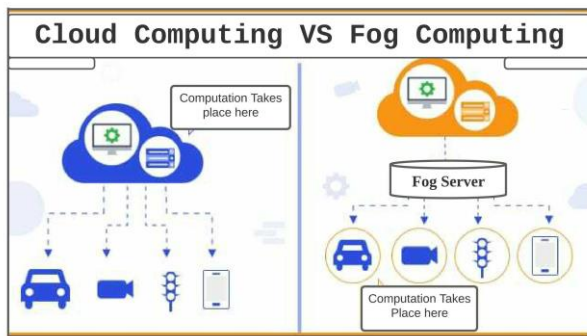 Cloud Computing VS Fog Computing
Computation Takes
place here
Fog Server
Computation Takes
Place here